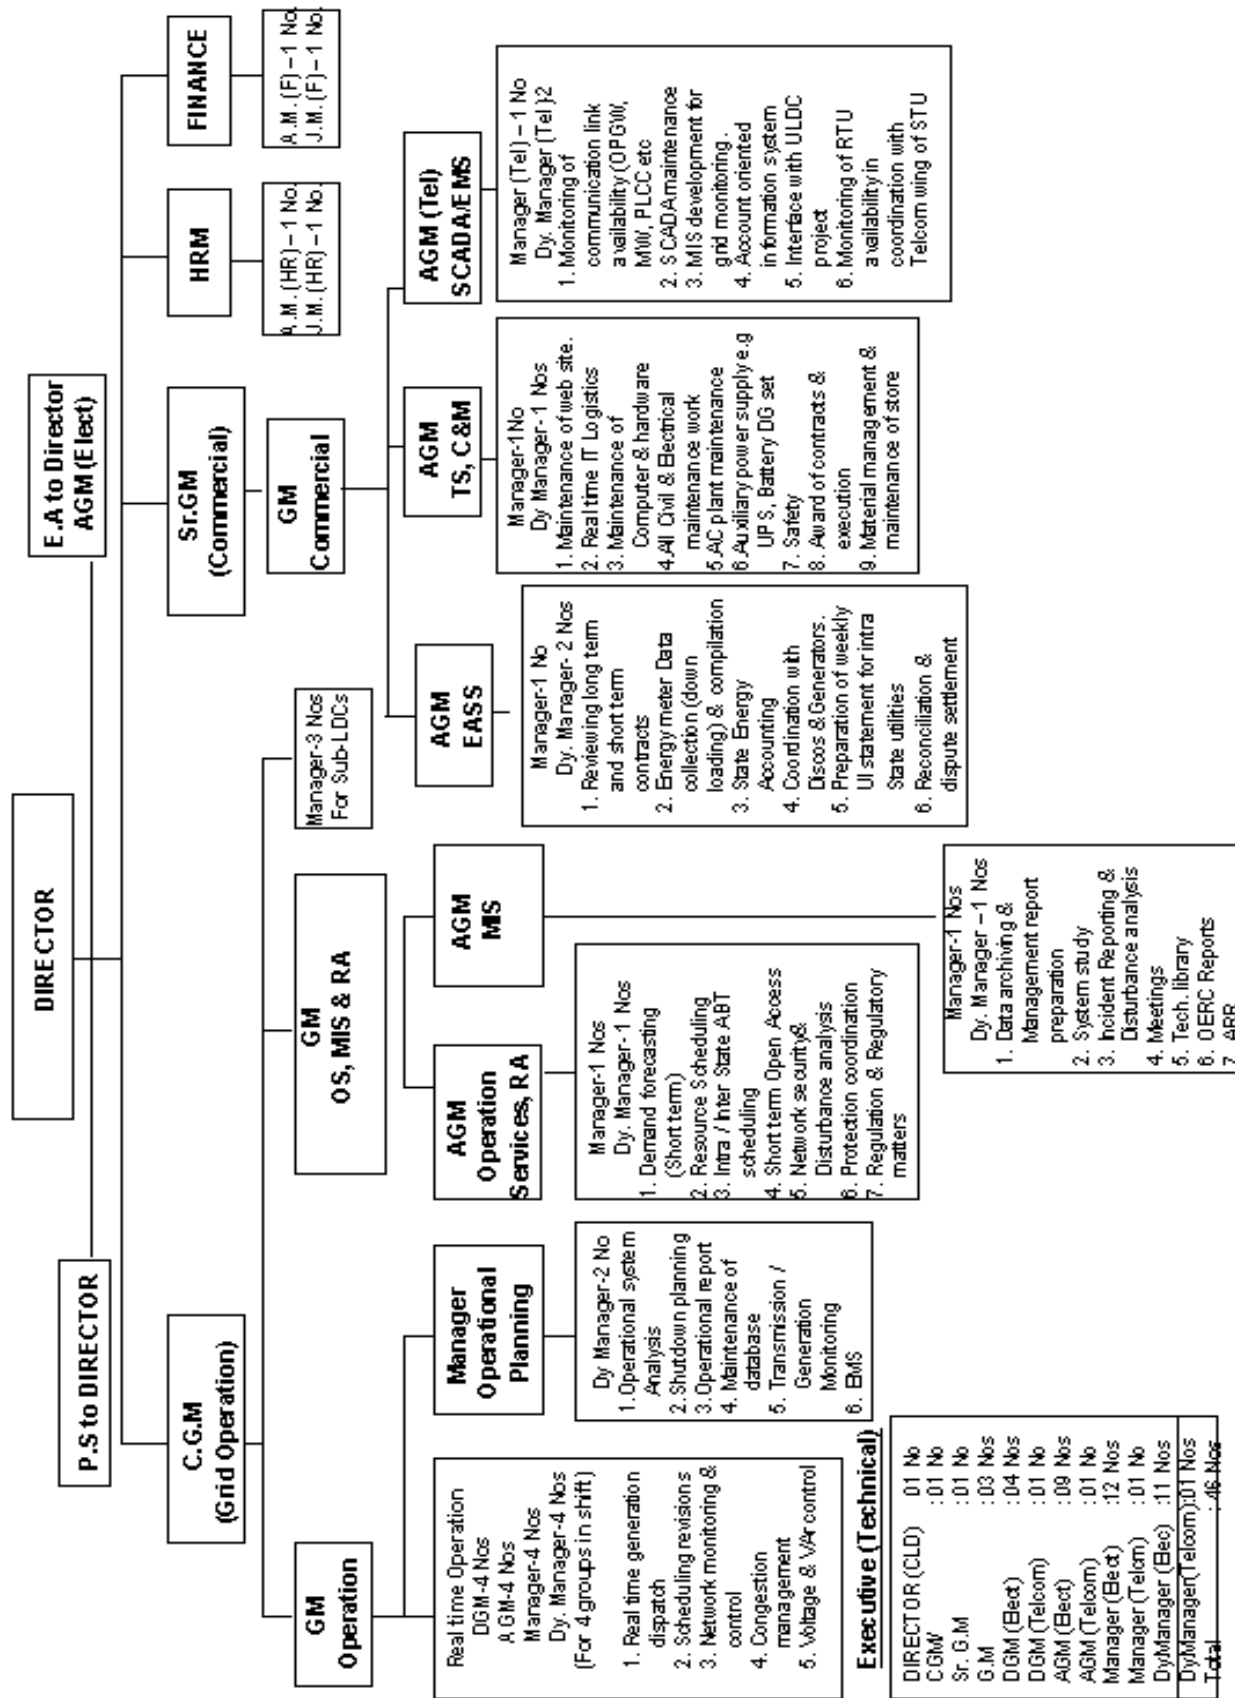 DIRECTOR
P.S to DIRECTOR
E.A to Director
AGM (Elect)
C.G.M
(Grid Operation)
Sr.GM
(Commercial)
HRM
FINANCE
A.M.(HR)–1 No.
J.M.(HR)–1 No.
A.M.(F)–1 No.
J.M.(F)–1 No.
GM
Operation
GM
OS, MIS & RA
Manager-3 Nos
For Sub-LDCs
GM
Commercial
Manager
Operational
Planning
AGM
Operation
Services, RA
AGM
MIS
AGM
EASS
AGM
TS, C &M
AGM (Tel)
SCADA/EMS
Real time Operation
DGM-4 Nos
AGM-4 Nos
Manager-4 Nos
Dy. Manager-4 Nos
(For 4 groups in shift)
1. Real time generation
dispatch
2. Scheduling revisions
3. Network monitoring &
control
4. Congestion
management
5. Voltage & VAr control
Dy Manager-2 No
1.Operational system
Analysis
2.Shutdown planning
3.Operational report
4. Maintenance of
database
5. Transmission /
Generation
Monitoring
6. EMS
Manager-1 Nos
Dy. Manager-1 Nos
1. Demand forecasting
(Short term)
2. Resource Scheduling
3. Intra / Inter State ABT
scheduling
4. Short term Open Access
5. Network security&
Disturbance analysis
6. Protection coordination
7. Regulation & Regulatory
matters
Manager-1 Nos
Dy. Manager –1 Nos
1. Data archiving &
Management report
preparation
2. System study
3. Incident Reporting &
Disturbance analysis
4. Meetings
5. Tech. library
6. OERC Reports
7. ARR
Manager-1 No
Dy. Manager- 2 Nos
1. Reviewing long term
and short term
contracts
2. Energy meter Data
collection (down
loading) & compilation
3. State Energy
Accounting
4. Coordination with
Discos &Generators.
5. Preparation of weekly
UI statement for intra
State utilities
6. Reconciliation &
dispute settlement
Manager-1No
Dy Manager- 1 Nos
1. Maintenance of web site.
2. Real time IT Logistics
3. Maintenance of
Computer & hardware
4.All Civil & Electrical
maintenance work
5.AC plant maintenance
6.Auxiliary power supply e.g
UPS, Battery DG set
7. Safety
8. Award of contracts &
execution
9. Material management &
maintenance of store
Manager (Tel) – 1 No
Dy. Manager (Tel )2
1. Monitoring of
communication link
availability (OPGW,
MW, PLCC etc
2. SCADA maintenance
3. MIS development for
grid monitoring .
4. Account oriented
information system
5. Interface with ULDC
project
6. Monitoring of RTU
availability in
coordination with
Telcom wing of STU
Executive (Technical)
DIRECTOR (CLD) : 01 No
CGM : 01 No
Sr. G.M : 01 No
G.M : 03 Nos
DGM (Elect) : 04 Nos
DGM (Telcom) : 01 No
AGM (Elect) : 09 Nos
AGM (Telcom) : 01 No
Manager (Elect) :12 Nos
Manager (Telcm) : 01 No
DyManager (Elec) :11 Nos
DyManager(Telcom):01 Nos
Total : 46 Nos